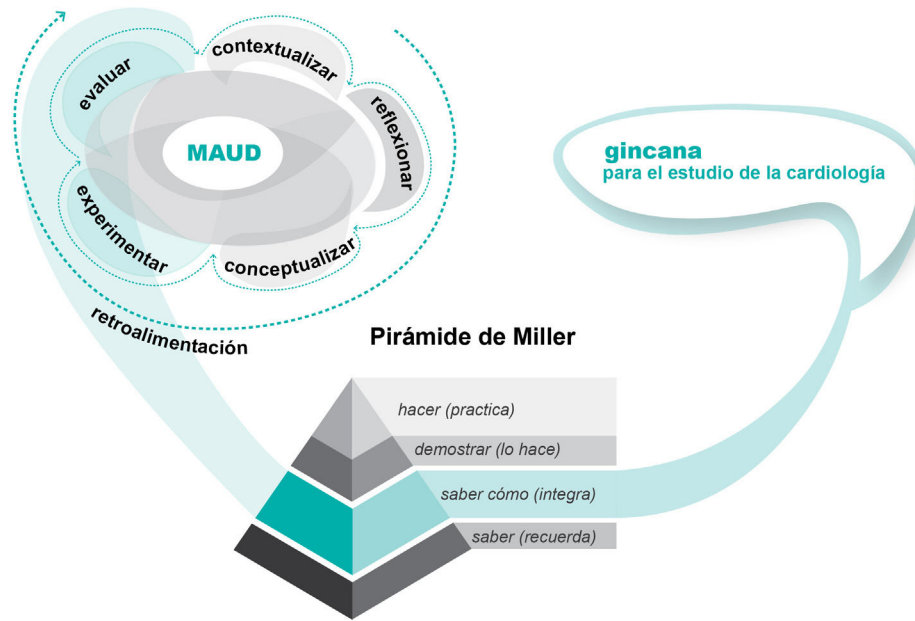 contextualizar
evaluar
reflexionar
MAUD
experimentar
conceptualizar
retroalimentación
gincana
para el estudio de la cardiología
Pirámide de Miller
hacer (practica)
demostrar (lo hace)
saber cómo (integra)
saber (recuerda)